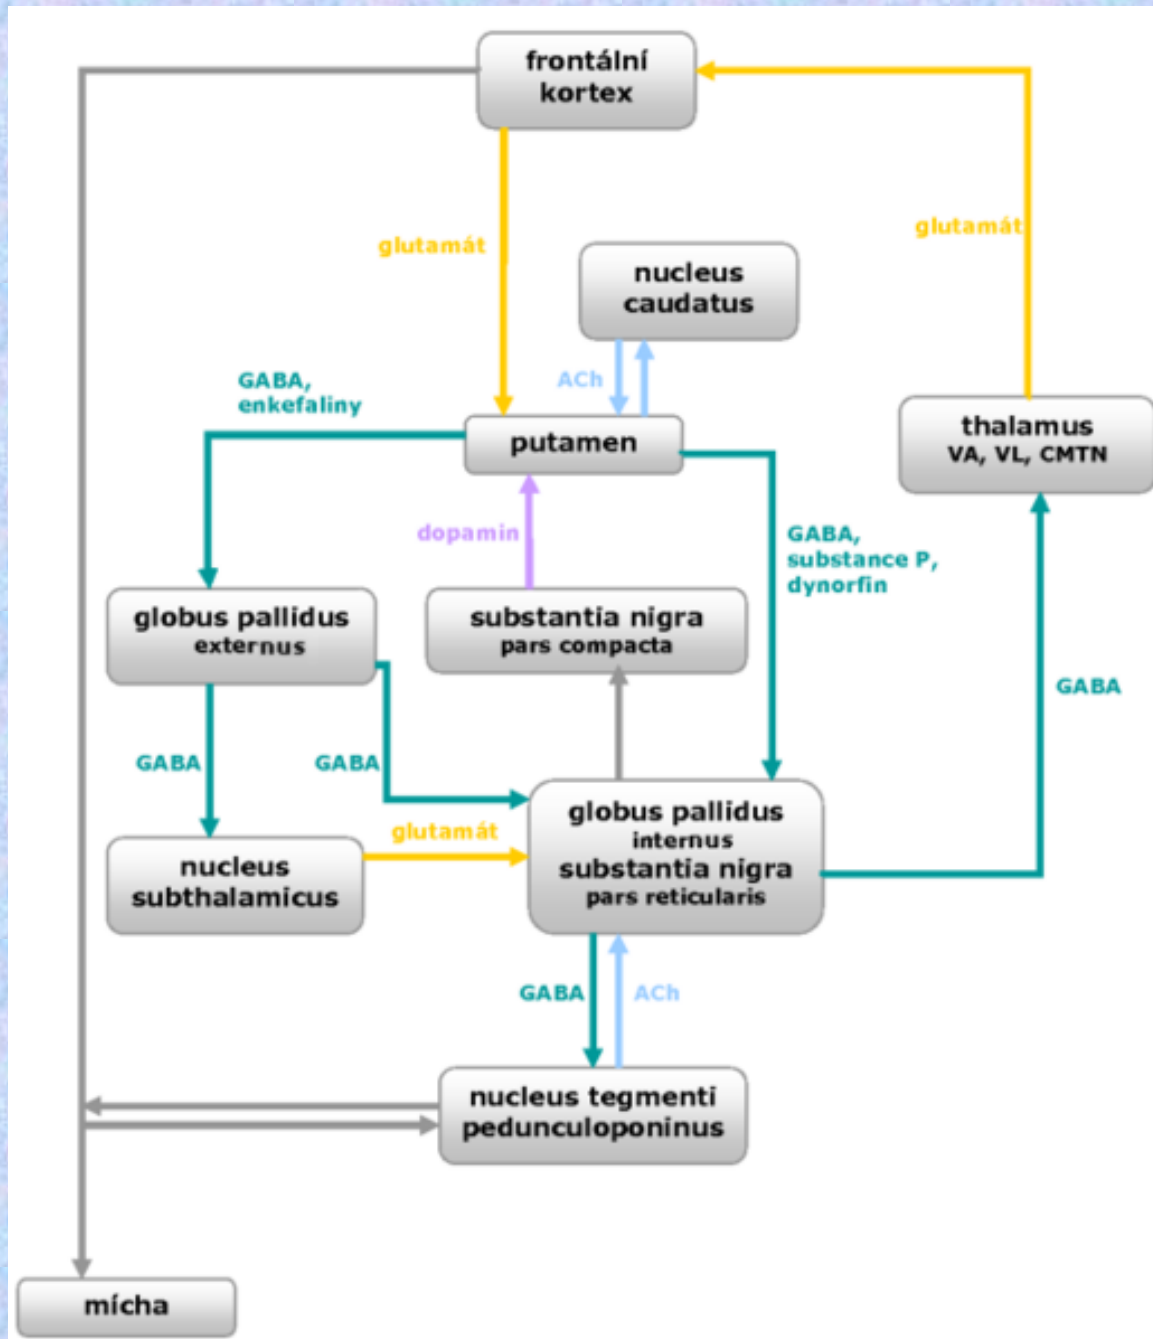 frontální
kortex
glutamát
glutamát
nucleus
caudatus
GABA,
enkefaliny
ACh
putamen
thalamus
VA, VL, CMTN
dopamin
GABA,
substance P,
dynorfin
globus pallidus
externus
substantia nigra
pars compacta
GABA
GABA
GABA
globus pallidus
internus
substantia nigra
pars reticularis
glutamát
nucleus
subthalamicus
GABA
ACh
nucleus tegmenti
pedunculoponinus
mícha